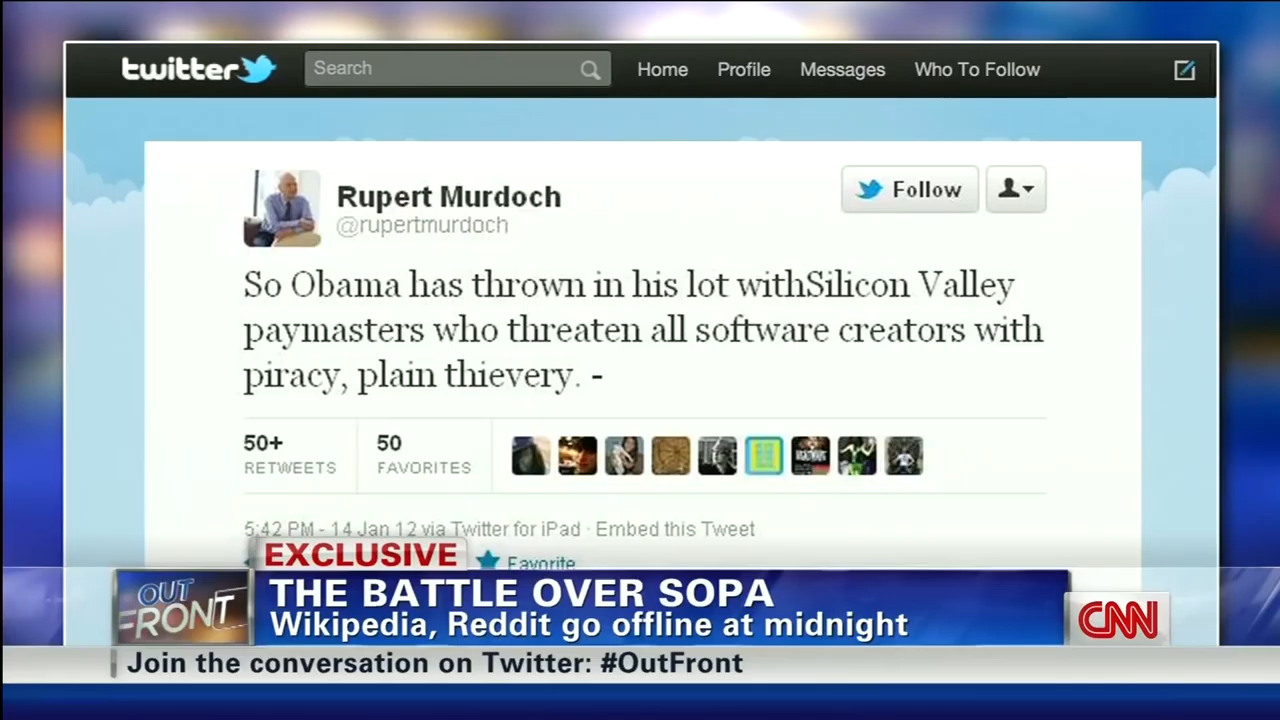 twitter Search Home Profile Messages Who To Follow
Rupert Murdoch
@rupertmurdoch
Follow
So Obama has thrown in his lot withSilicon Valley
paymasters who threaten all software creators with
piracy, plain thievery. -
50+
RETWEETS
50
FAVORITES
5:42 PM - 14 Jan 12 via Twitter for iPad · Embed this Tweet
Favorite
EXCLUSIVE
OUT
FRONT
THE BATTLE OVER SOPA
Wikipedia, Reddit go offline at midnight
CNN
Join the conversation on Twitter: #OutFront